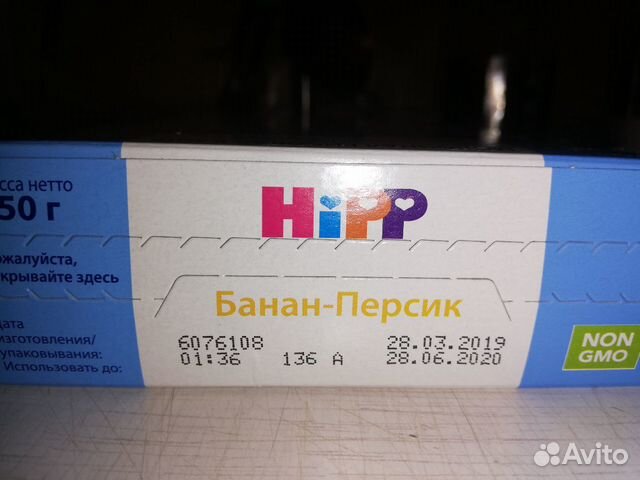 сса нетто
50 г
HiPP
ожалуйста,
крывайте здесь
Банан-Персик
дата
изготовления/
упаковывания:
Использовать до:
6076108 28.03.2019
01:36 136 А 28.06.2020
NON
GMO
Avito